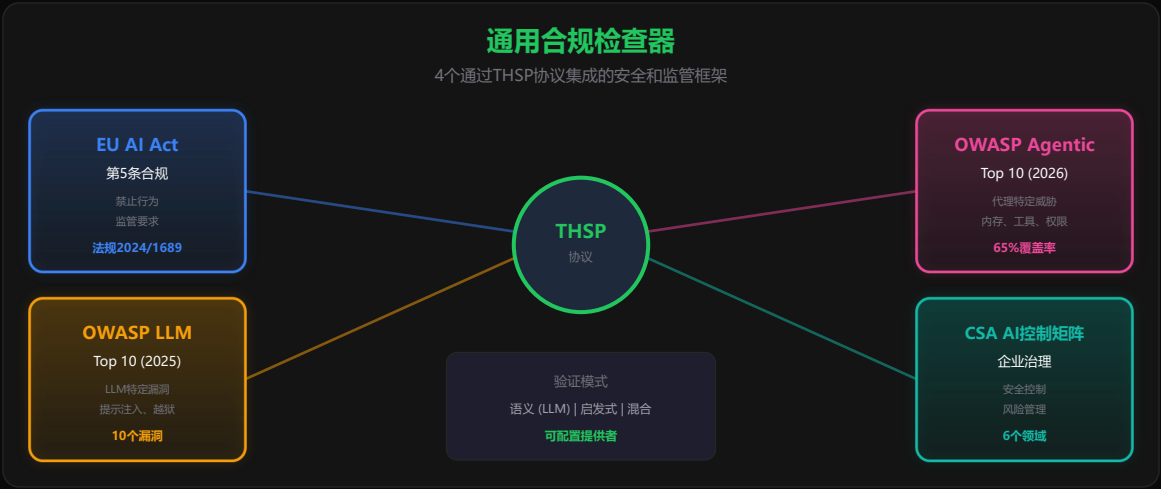 通用合规检查器
4个通过THSP协议集成的安全和监管框架
EU AI Act
第5条合规
禁止行为
监管要求
法规2024/1689
OWASP LLM
Top 10 (2025)
LLM特定漏洞
提示注入、越狱
10个漏洞
THSP
协议
验证模式
语义 (LLM) | 启发式 | 混合
可配置提供者
OWASP Agentic
Top 10 (2026)
代理特定威胁
内存、工具、权限
65%覆盖率
CSA AI控制矩阵
企业治理
安全控制
风险管理
6个领域